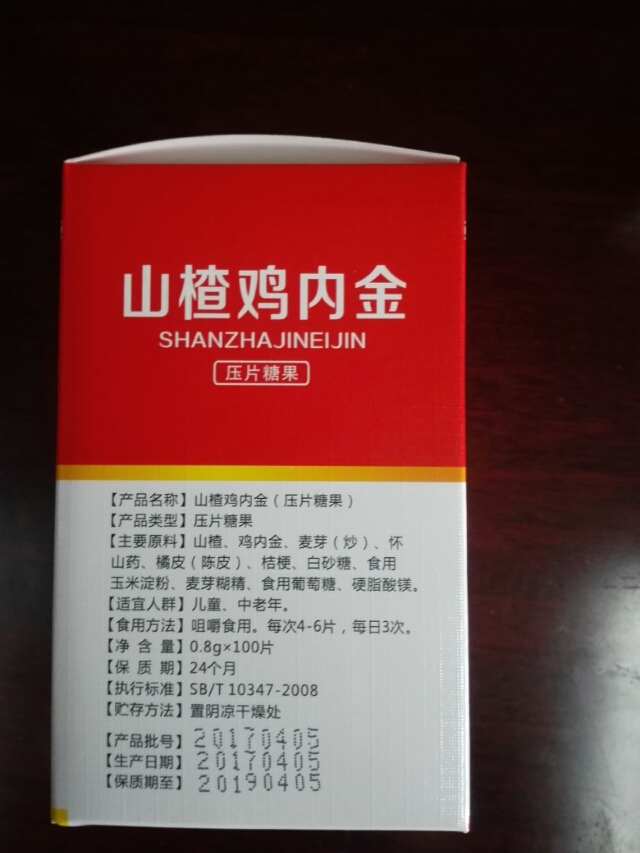 山楂鸡内金
SHANZHAJINEIJIN
压片糖果
【产品名称】山楂鸡内金（压片糖果）
【产品类型】压片糖果
【主要原料】山楂、鸡内金、麦芽（炒）、怀
山药、橘皮（陈皮）、桔梗、白砂糖、食用
玉米淀粉、麦芽糊精、食用葡萄糖、硬脂酸镁。
【适宜人群】儿童、中老年。
【食用方法】咀嚼食用。每次4-6片，每日3次。
【净 含 量】0.8g×100片
【保 质 期】24个月
【执行标准】SB/T 10347-2008
【贮存方法】置阴凉干燥处
【产品批号】20170405
【生产日期】20170405
【保质期至】20190405